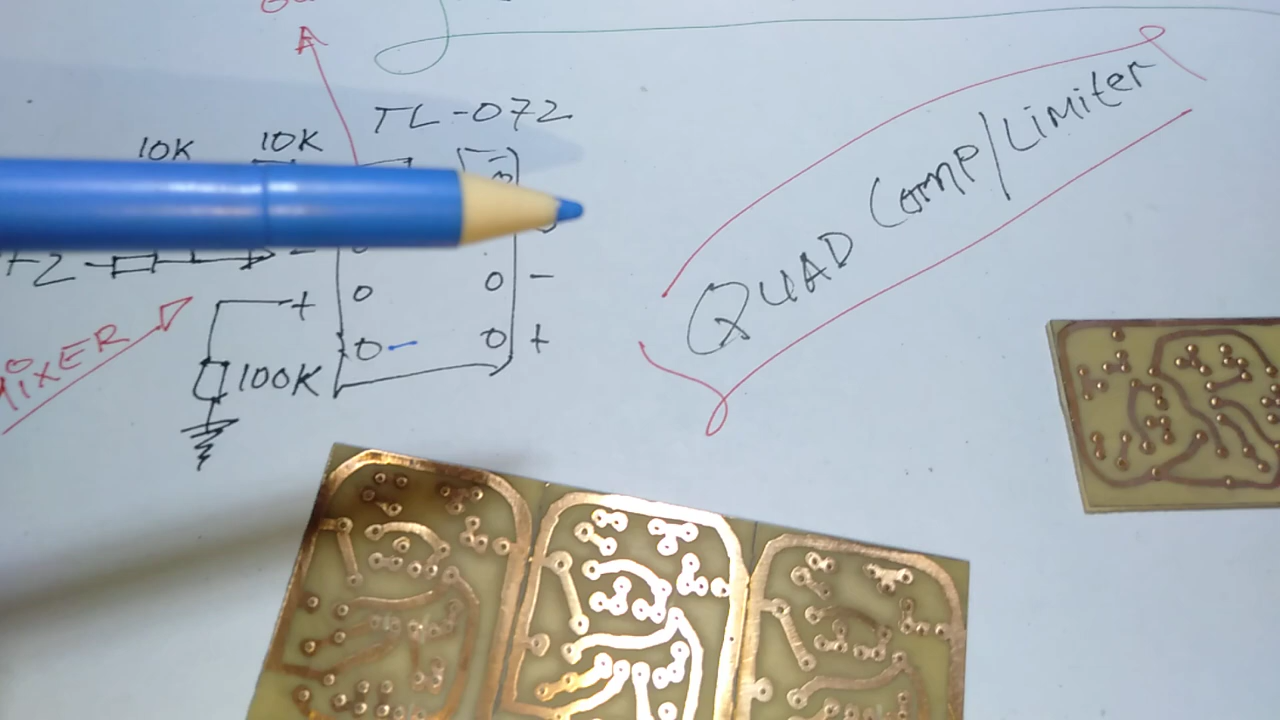 A
TL-072
10K 10K
QUAD Comp/Limiter
+2
-
+
100K
MiXER
-
+